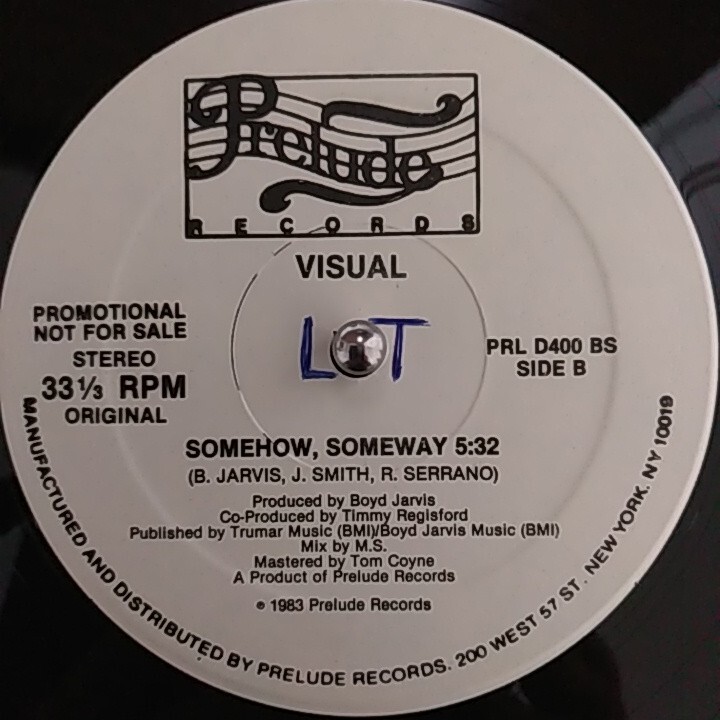 Prelude
RECORDS
VISUAL
PROMOTIONAL
NOT FOR SALE
STEREO
33⅓ RPM
ORIGINAL
L T
PRL D400 BS
SIDE B
SOMEHOW, SOMEWAY 5:32
(B. JARVIS, J. SMITH, R. SERRANO)
Produced by Boyd Jarvis
Co-Produced by Timmy Regisford
Published by Trumar Music (BMI)/Boyd Jarvis Music (BMI)
Mix by M.S.
Mastered by Tom Coyne
A Product of Prelude Records
℗ 1983 Prelude Records
MANUFACTURED AND DISTRIBUTED BY PRELUDE RECORDS. 200 WEST 57 ST. NEW YORK. NY 10019